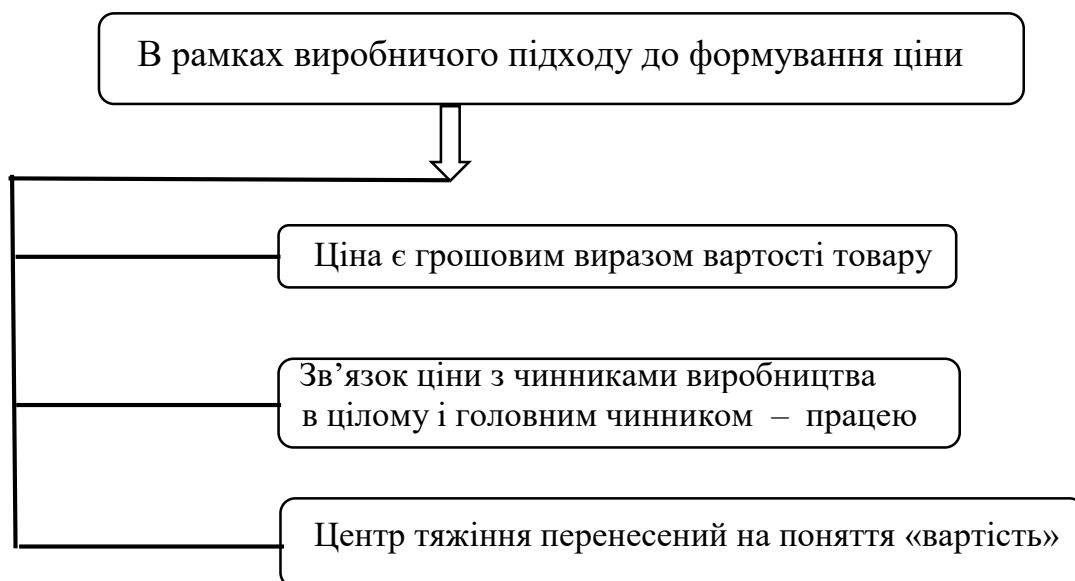 В рамках виробничого підходу до формування ціни
Ціна є грошовим виразом вартості товару
Зв’язок ціни з чинниками виробництва
в цілому і головним чинником – працею
Центр тяжіння перенесений на поняття «вартість»